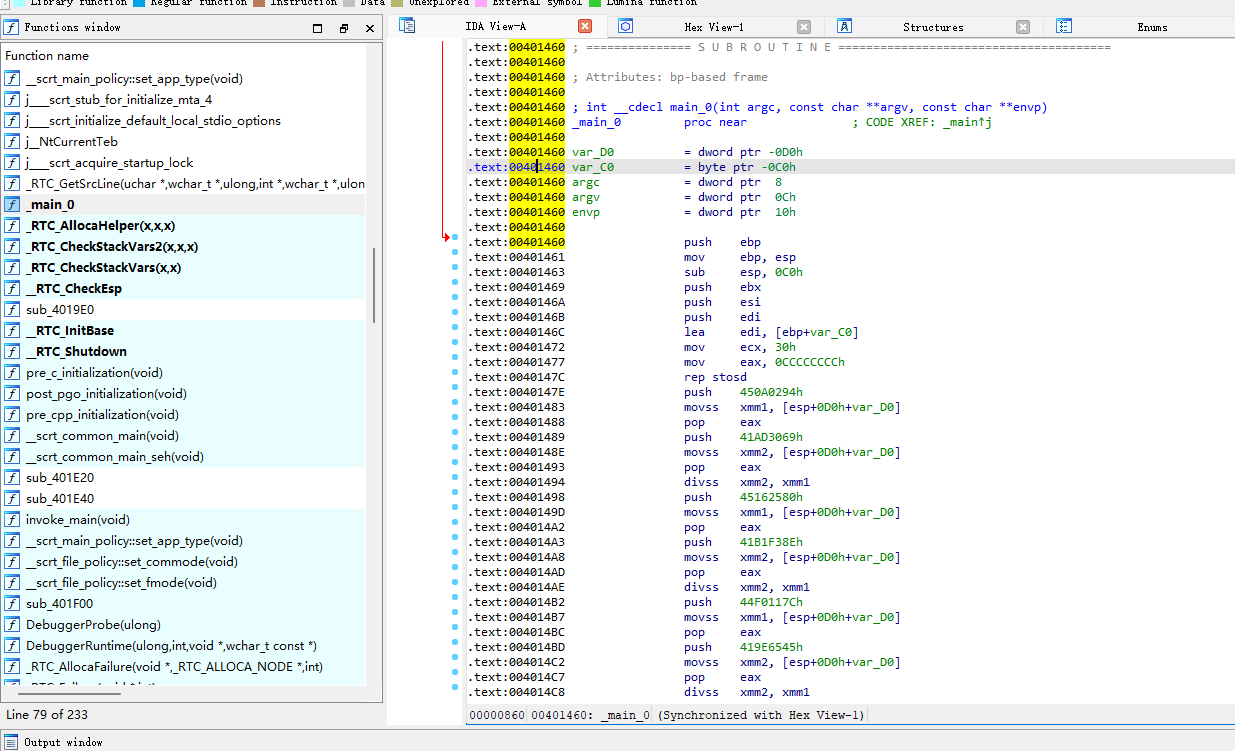 Library function Regular function Instruction Data Unexplored External symbol Lumina function
Functions window
IDA View-A
Hex View-1
Structures
Enums
Function name
__scrt_main_policy::set_app_type(void)
j___scrt_stub_for_initialize_mta_4
j___scrt_initialize_default_local_stdio_options
j__NtCurrentTeb
j___scrt_acquire_startup_lock
_RTC_GetSrcLine(uchar *,wchar_t *,ulong,int *,wchar_t *,ulon
_main_0
_RTC_AllocaHelper(x,x,x)
_RTC_CheckStackVars2(x,x,x)
_RTC_CheckStackVars(x,x)
__RTC_CheckEsp
sub_4019E0
__RTC_InitBase
__RTC_Shutdown
pre_c_initialization(void)
post_pgo_initialization(void)
pre_cpp_initialization(void)
__scrt_common_main(void)
__scrt_common_main_seh(void)
sub_401E20
sub_401E40
invoke_main(void)
__scrt_main_policy::set_app_type(void)
__scrt_file_policy::set_commode(void)
__scrt_file_policy::set_fmode(void)
sub_401F00
DebuggerProbe(ulong)
DebuggerRuntime(ulong,int,void *,wchar_t const *)
_RTC_AllocaFailure(void *,_RTC_ALLOCA_NODE *,int)
Line 79 of 233
.text:00401460 ; =============== S U B R O U T I N E =======================================
.text:00401460
.text:00401460 ; Attributes: bp-based frame
.text:00401460
.text:00401460 ; int __cdecl main_0(int argc, const char **argv, const char **envp)
.text:00401460 _main_0 proc near ; CODE XREF: _main↑j
.text:00401460
.text:00401460 var_D0 = dword ptr -0D0h
.text:00401460 var_C0 = byte ptr -0C0h
.text:00401460 argc = dword ptr 8
.text:00401460 argv = dword ptr 0Ch
.text:00401460 envp = dword ptr 10h
.text:00401460
.text:00401460 push ebp
.text:00401461 mov ebp, esp
.text:00401463 sub esp, 0C0h
.text:00401469 push ebx
.text:0040146A push esi
.text:0040146B push edi
.text:0040146C lea edi, [ebp+var_C0]
.text:00401472 mov ecx, 30h
.text:00401477 mov eax, 0CCCCCCCCh
.text:0040147C rep stosd
.text:0040147E push 450A0294h
.text:00401483 movss xmm1, [esp+0D0h+var_D0]
.text:00401488 pop eax
.text:00401489 push 41AD3069h
.text:0040148E movss xmm2, [esp+0D0h+var_D0]
.text:00401493 pop eax
.text:00401494 divss xmm2, xmm1
.text:00401498 push 45162580h
.text:0040149D movss xmm1, [esp+0D0h+var_D0]
.text:004014A2 pop eax
.text:004014A3 push 41B1F38Eh
.text:004014A8 movss xmm2, [esp+0D0h+var_D0]
.text:004014AD pop eax
.text:004014AE divss xmm2, xmm1
.text:004014B2 push 44F0117Ch
.text:004014B7 movss xmm1, [esp+0D0h+var_D0]
.text:004014BC pop eax
.text:004014BD push 419E6545h
.text:004014C2 movss xmm2, [esp+0D0h+var_D0]
.text:004014C7 pop eax
.text:004014C8 divss xmm2, xmm1
00000860 00401460: _main_0 (Synchronized with Hex View-1)
Output window